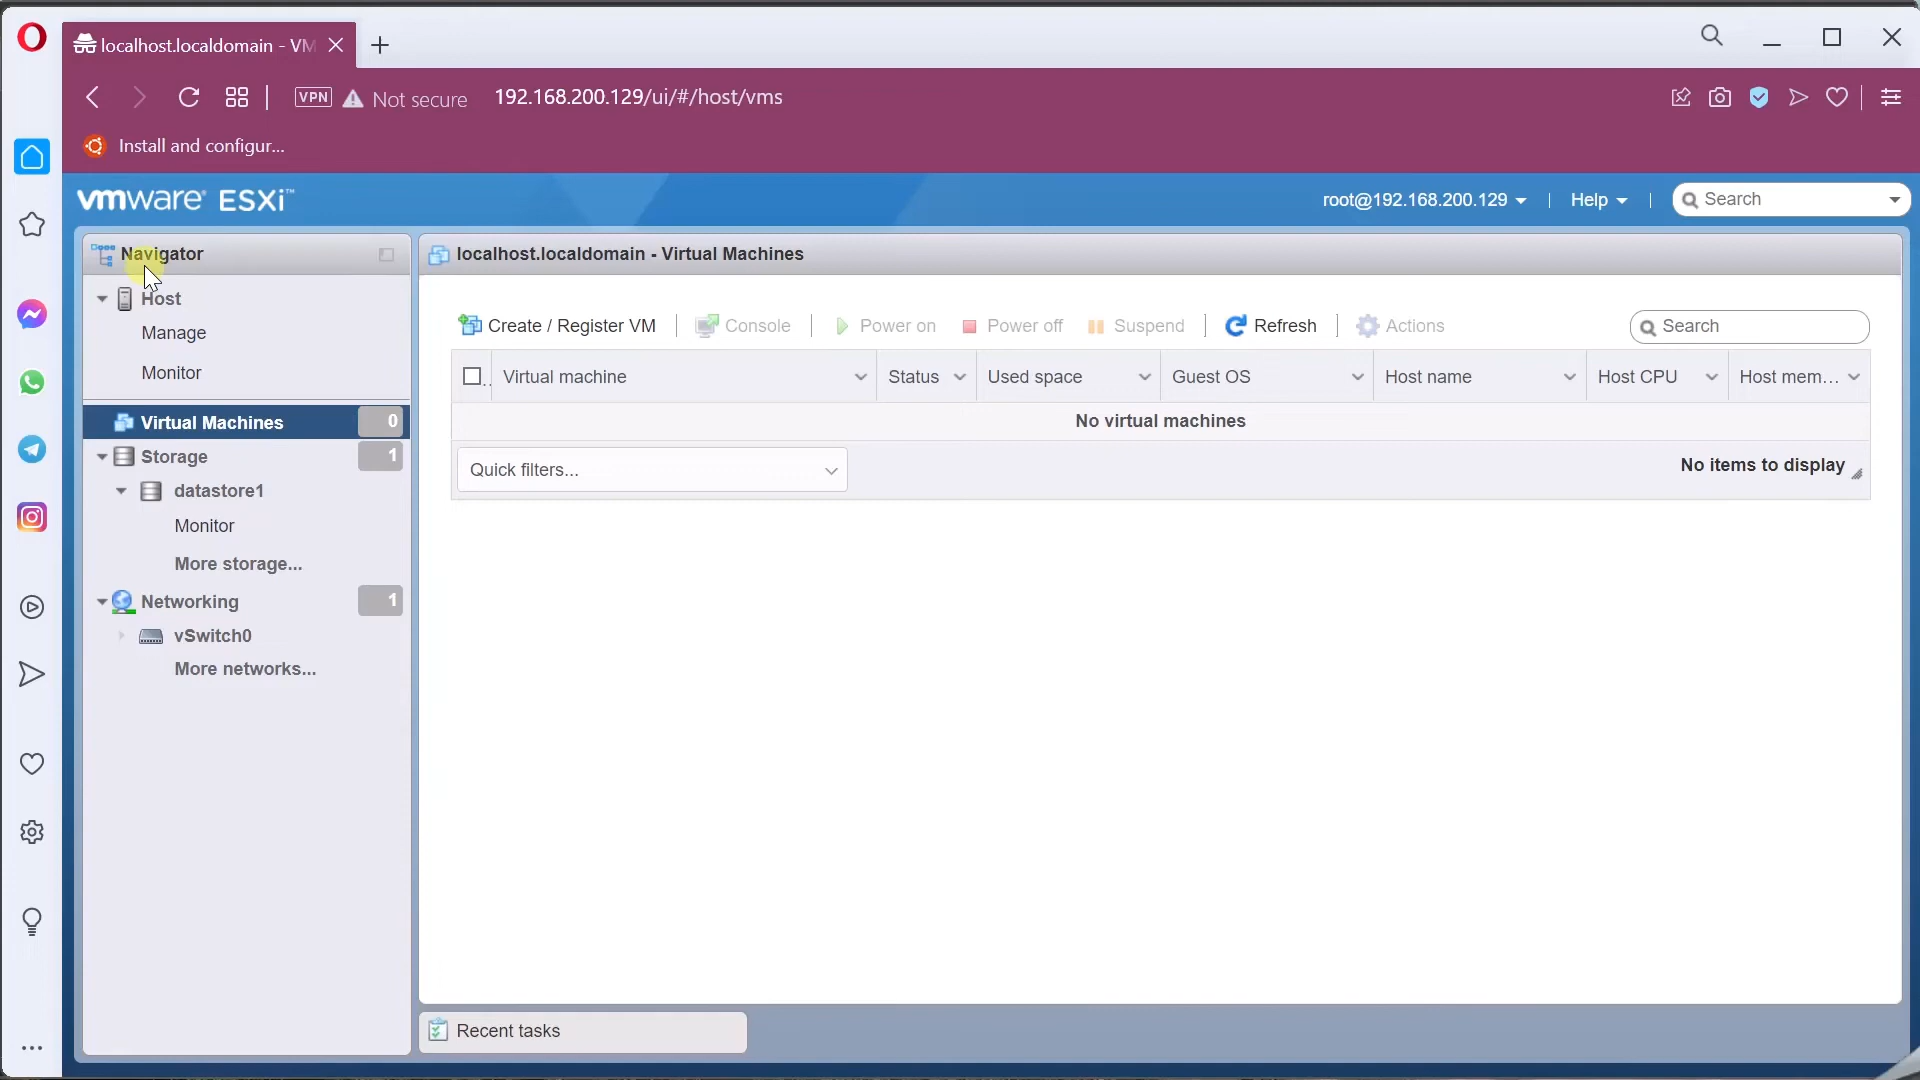 localhost.localdomain - VM
VPN Not secure 192.168.200.129/ui/#/host/vms
Install and configur...
vmware® ESXi™
root@192.168.200.129 | Help | Search
Navigator
Host
Manage
Monitor
Virtual Machines 0
Storage 1
datastore1
Monitor
More storage...
Networking 1
vSwitch0
More networks...
localhost.localdomain - Virtual Machines
Create / Register VM | Console | Power on Power off Suspend | Refresh | Actions Search
Virtual machine Status Used space Guest OS Host name Host CPU Host mem...
No virtual machines
Quick filters... No items to display
Recent tasks